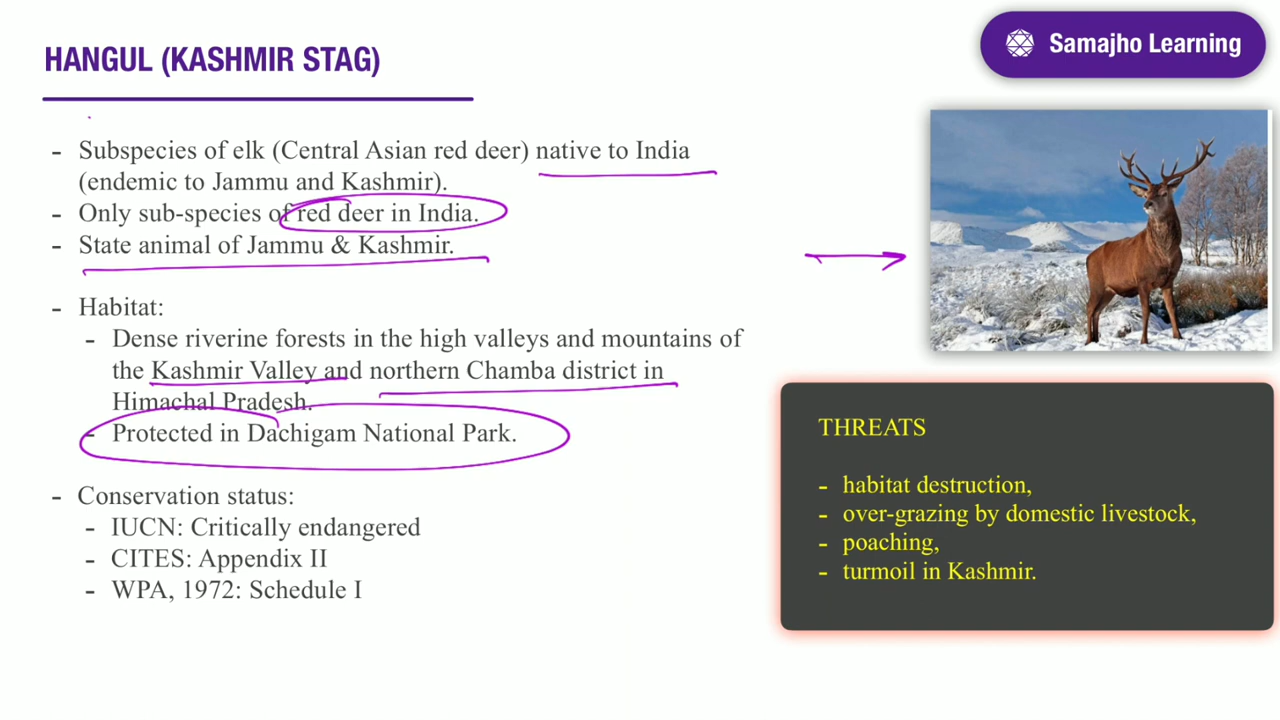 HANGUL (KASHMIR STAG)
Samajho Learning
- Subspecies of elk (Central Asian red deer) native to India
(endemic to Jammu and Kashmir).
- Only sub-species of red deer in India.
- State animal of Jammu & Kashmir.
- Habitat:
- Dense riverine forests in the high valleys and mountains of
the Kashmir Valley and northern Chamba district in
Himachal Pradesh.
- Protected in Dachigam National Park.
- Conservation status:
- IUCN: Critically endangered
- CITES: Appendix II
- WPA, 1972: Schedule I
THREATS
- habitat destruction,
- over-grazing by domestic livestock,
- poaching,
- turmoil in Kashmir.